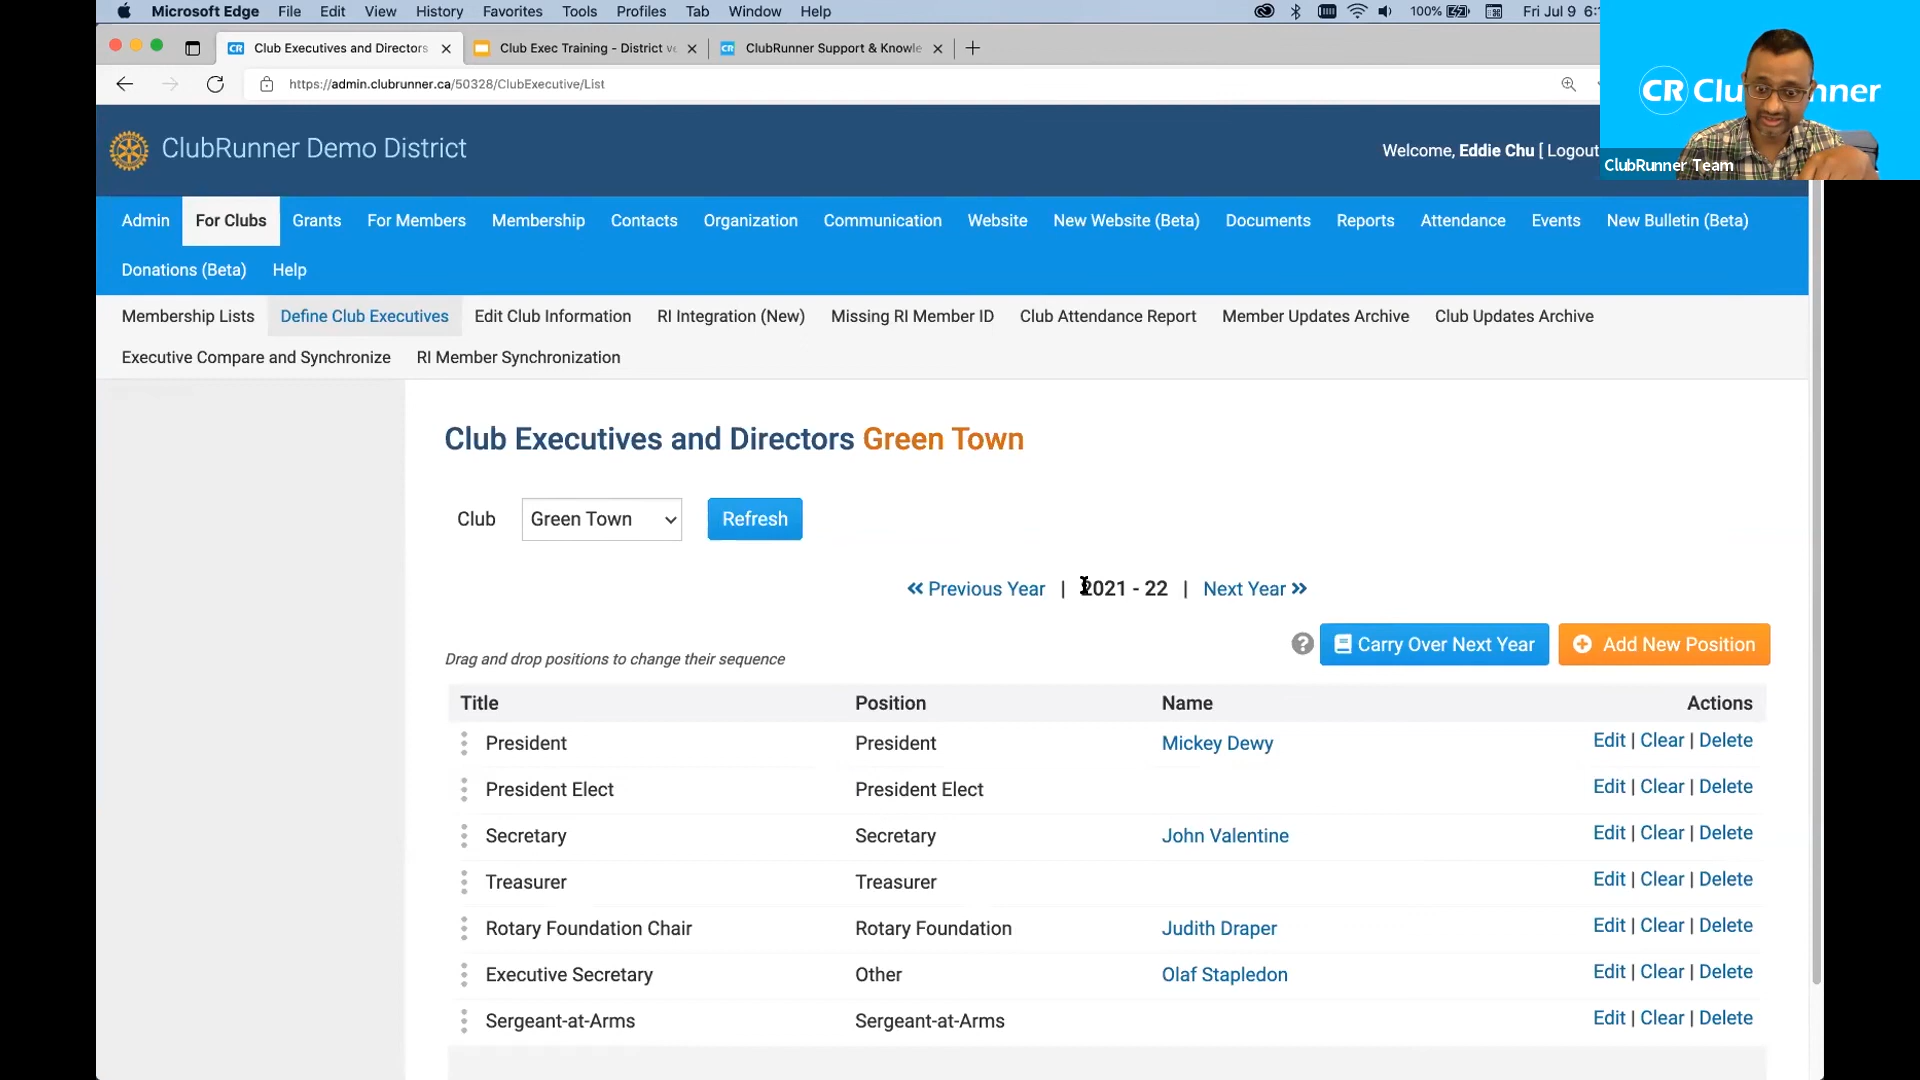 Microsoft Edge File Edit View History Favorites Tools Profiles Tab Window Help 100% Fri Jul 9
Club Executives and Directors
Club Exec Training - District
ClubRunner Support & Knowle
https://admin.clubrunner.ca/50328/ClubExecutive/List
CR
ClubRunner Team
ClubRunner Demo District
Welcome, Eddie Chu [ Logout
Admin For Clubs Grants For Members Membership Contacts Organization Communication Website New Website (Beta) Documents Reports Attendance Events New Bulletin (Beta)
Donations (Beta) Help
Membership Lists Define Club Executives Edit Club Information RI Integration (New) Missing RI Member ID Club Attendance Report Member Updates Archive Club Updates Archive
Executive Compare and Synchronize RI Member Synchronization
Club Executives and Directors Green Town
Club Green Town Refresh
Previous Year | 2021 - 22 | Next Year
Carry Over Next Year Add New Position
Drag and drop positions to change their sequence
Title Position Name Actions
President President Mickey Dewy Edit | Clear | Delete
President Elect President Elect Edit | Clear | Delete
Secretary Secretary John Valentine Edit | Clear | Delete
Treasurer Treasurer Edit | Clear | Delete
Rotary Foundation Chair Rotary Foundation Judith Draper Edit | Clear | Delete
Executive Secretary Other Olaf Stapledon Edit | Clear | Delete
Sergeant-at-Arms Sergeant-at-Arms Edit | Clear | Delete